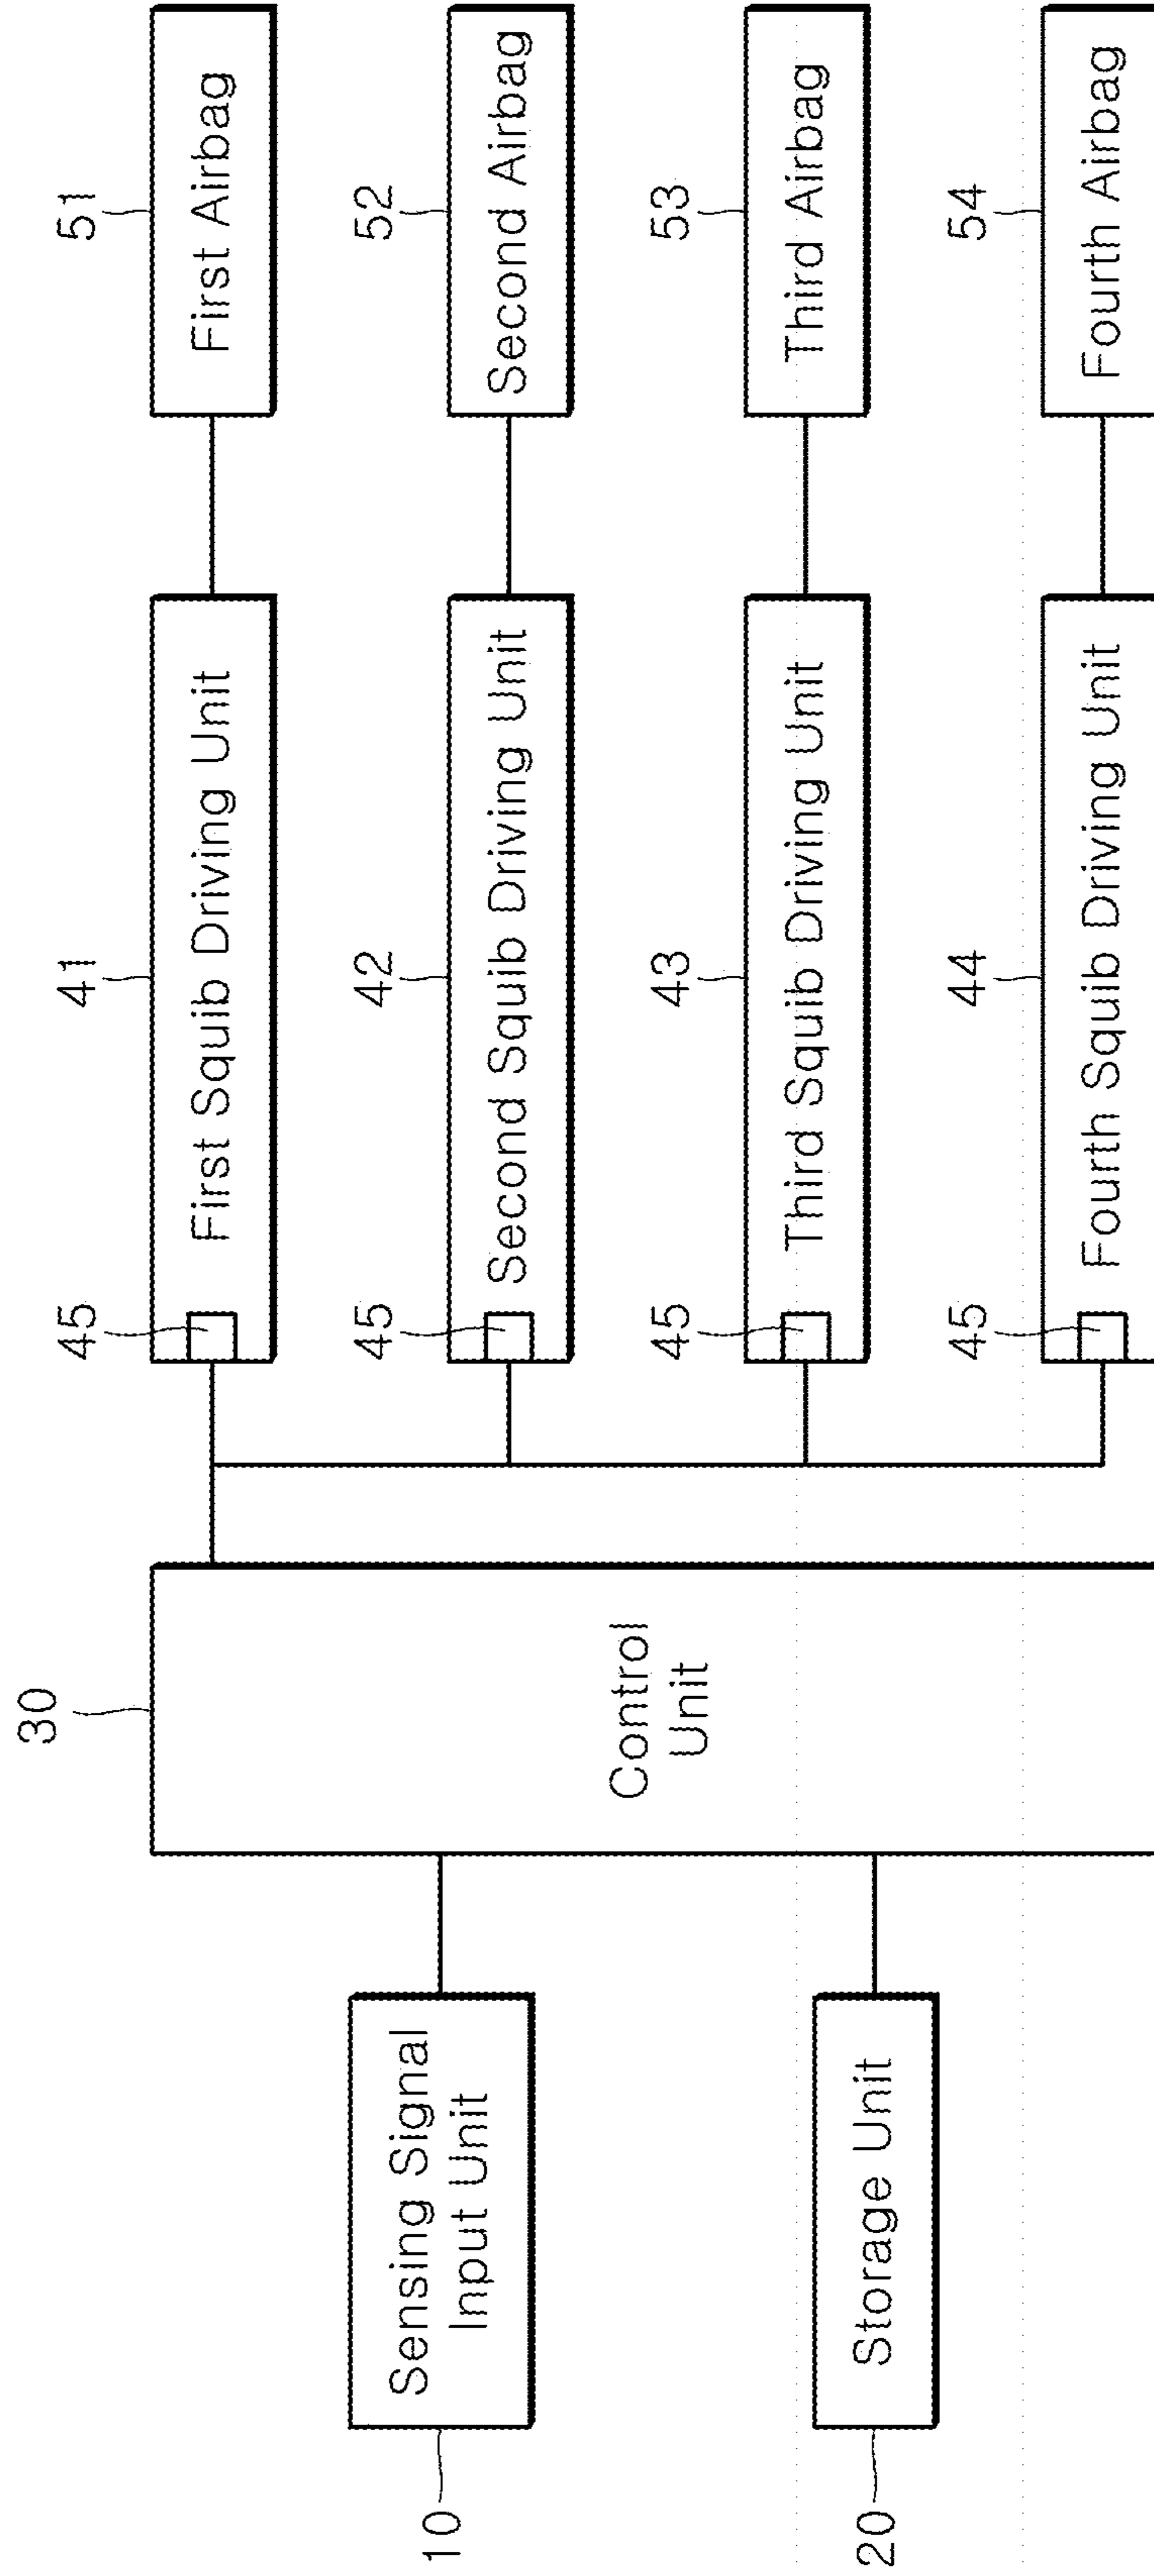 30
41
51
45
First Squib Driving Unit
First Airbag
10
Sensing Signal
Input Unit
42
52
45
Second Squib Driving Unit
Second Airbag
Control
Unit
43
53
45
Third Squib Driving Unit
Third Airbag
20
Storage Unit
44
54
45
Fourth Squib Driving Unit
Fourth Airbag